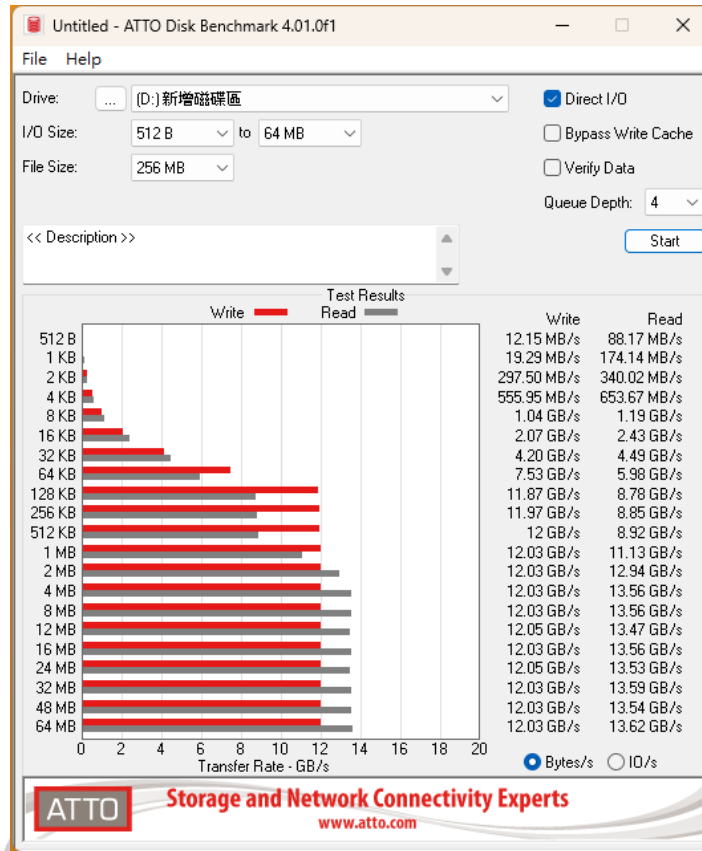 Untitled - ATTO Disk Benchmark 4.01.0f1
File Help
Drive: ... (D:)新增磁碟區
Direct I/O
I/O Size: 512 B to 64 MB
Bypass Write Cache
File Size: 256 MB
Verify Data
Queue Depth: 4
<< Description >>
Start
Test Results
Write Read
Write Read
512 B 12.15 MB/s 88.17 MB/s
1 KB 19.29 MB/s 174.14 MB/s
2 KB 297.50 MB/s 340.02 MB/s
4 KB 555.95 MB/s 653.67 MB/s
8 KB 1.04 GB/s 1.19 GB/s
16 KB 2.07 GB/s 2.43 GB/s
32 KB 4.20 GB/s 4.49 GB/s
64 KB 7.53 GB/s 5.98 GB/s
128 KB 11.87 GB/s 8.78 GB/s
256 KB 11.97 GB/s 8.85 GB/s
512 KB 12 GB/s 8.92 GB/s
1 MB 12.03 GB/s 11.13 GB/s
2 MB 12.03 GB/s 12.94 GB/s
4 MB 12.03 GB/s 13.56 GB/s
8 MB 12.03 GB/s 13.56 GB/s
12 MB 12.05 GB/s 13.47 GB/s
16 MB 12.03 GB/s 13.56 GB/s
24 MB 12.05 GB/s 13.53 GB/s
32 MB 12.03 GB/s 13.59 GB/s
48 MB 12.03 GB/s 13.54 GB/s
64 MB 12.03 GB/s 13.62 GB/s
0 2 4 6 8 10 12 14 16 18 20
Transfer Rate - GB/s
Bytes/s IO/s
ATTO
Storage and Network Connectivity Experts
www.atto.com